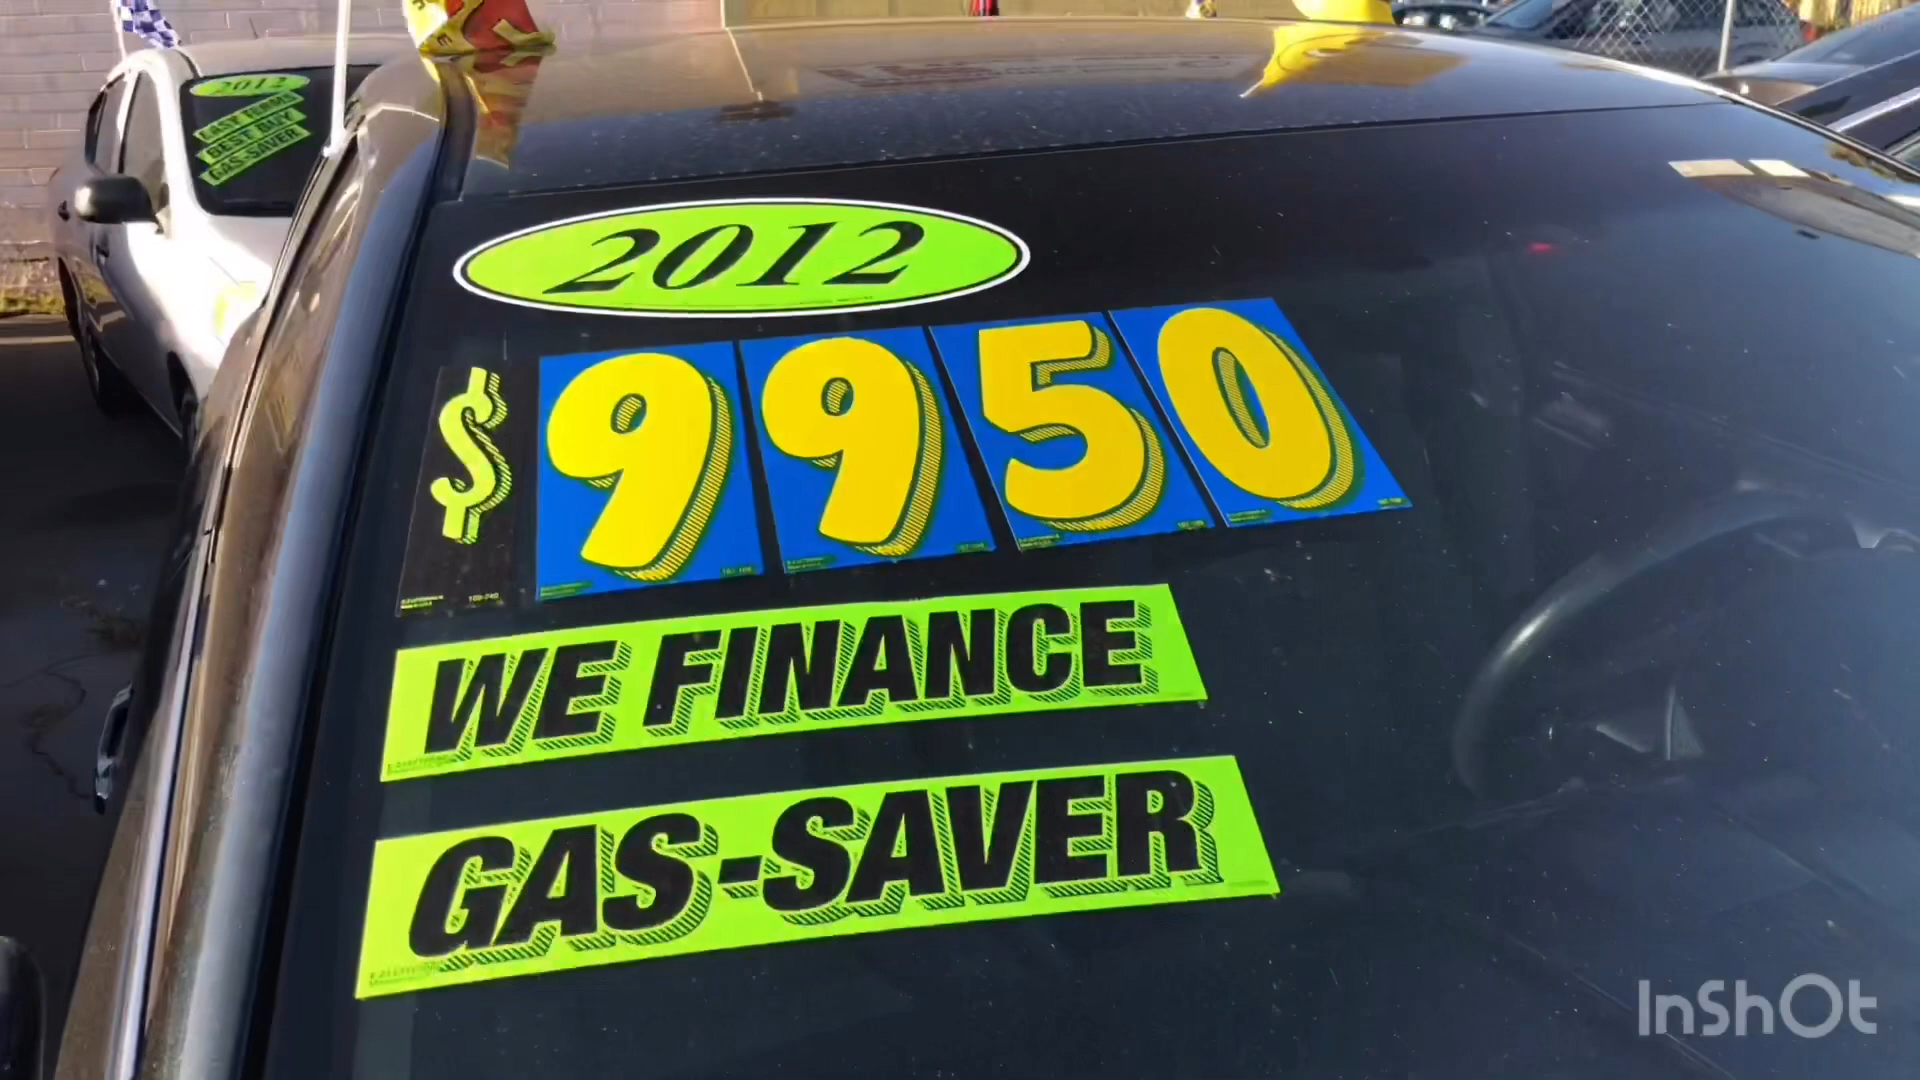 2012
EASY TERMS
BEST BUY
GAS-SAVER
2012
$9950
WE FINANCE
GAS-SAVER
InShOt